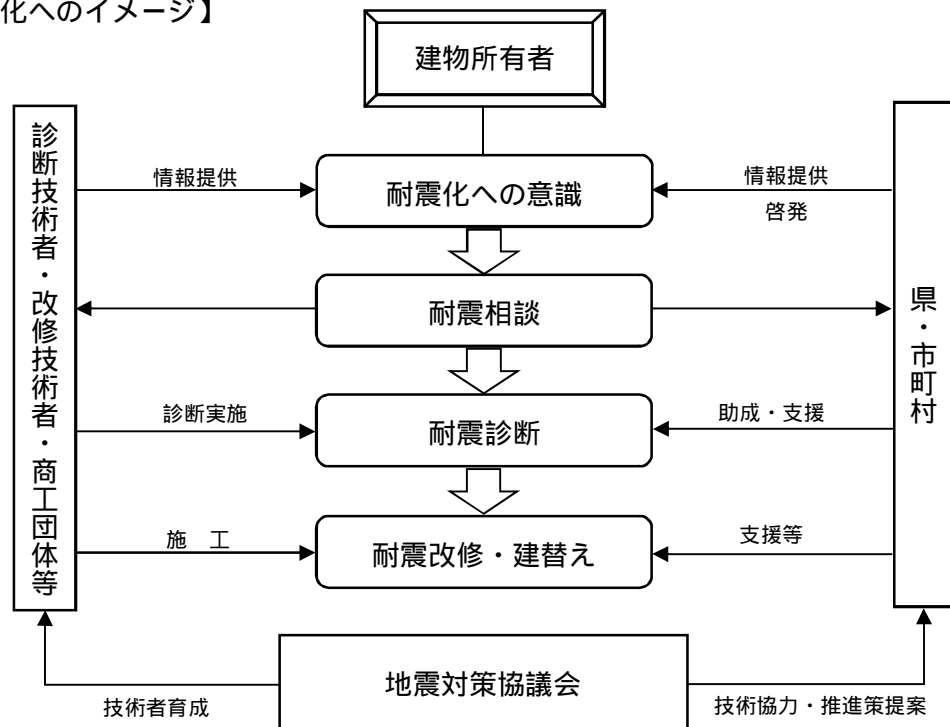 化へのイメージ】
建物所有者
診断技術者・改修技術者・商工団体等
情報提供
耐震化への意識
情報提供
啓発
耐震相談
県・市町村
診断実施
耐震診断
助成・支援
施　工
耐震改修・建替え
支援等
地震対策協議会
技術者育成
技術協力・推進策提案